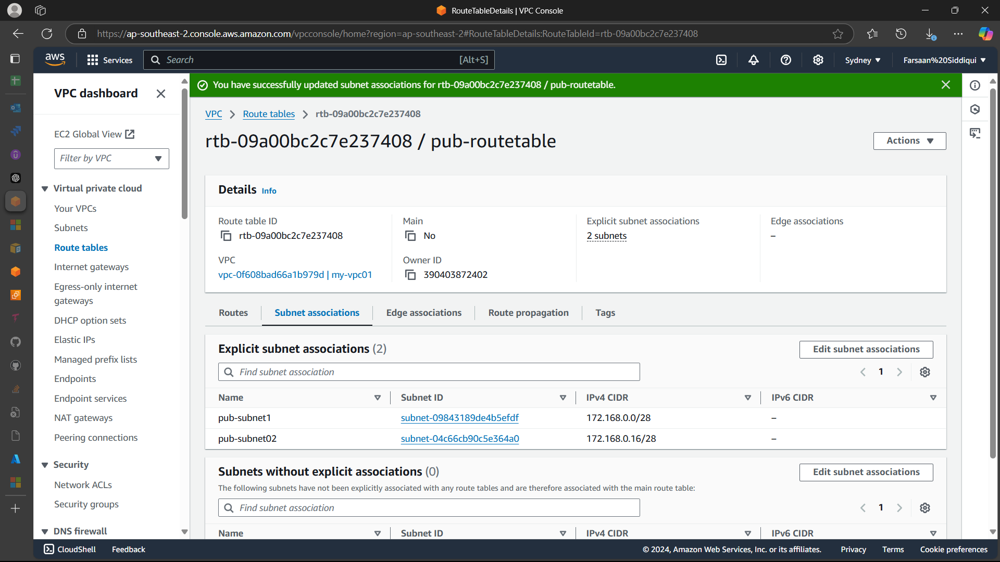 RouteTableDetails | VPC Console
https://ap-southeast-2.console.aws.amazon.com/vpcconsole/home?region=ap-southeast-2#RouteTableDetails:RouteTableId=rtb-09a00bc2c7e237408
aws
Services
Search
[Alt+S]
Sydney
Farsaan%20Siddiqui
VPC dashboard
EC2 Global View
Filter by VPC
Virtual private cloud
Your VPCs
Subnets
Route tables
Internet gateways
Egress-only internet
gateways
DHCP option sets
Elastic IPs
Managed prefix lists
Endpoints
Endpoint services
NAT gateways
Peering connections
Security
Network ACLs
Security groups
DNS firewall
You have successfully updated subnet associations for rtb-09a00bc2c7e237408 / pub-routetable.
VPC > Route tables > rtb-09a00bc2c7e237408
rtb-09a00bc2c7e237408 / pub-routetable
Actions
Details Info
Route table ID
rtb-09a00bc2c7e237408
Main
No
Explicit subnet associations
2 subnets
Edge associations
–
VPC
vpc-0f608bad66a1b979d | my-vpc01
Owner ID
390403872402
Routes
Subnet associations
Edge associations
Route propagation
Tags
Explicit subnet associations (2)
Edit subnet associations
Find subnet association
1
Name Subnet ID IPv4 CIDR IPv6 CIDR
pub-subnet1 subnet-09843189de4b5efdf 172.168.0.0/28 –
pub-subnet02 subnet-04c66cb90c5e364a0 172.168.0.16/28 –
Subnets without explicit associations (0)
Edit subnet associations
The following subnets have not been explicitly associated with any route tables and are therefore associated with the main route table:
Find subnet association
1
Name Subnet ID IPv4 CIDR IPv6 CIDR
CloudShell
Feedback
© 2024, Amazon Web Services, Inc. or its affiliates.
Privacy
Terms
Cookie preferences